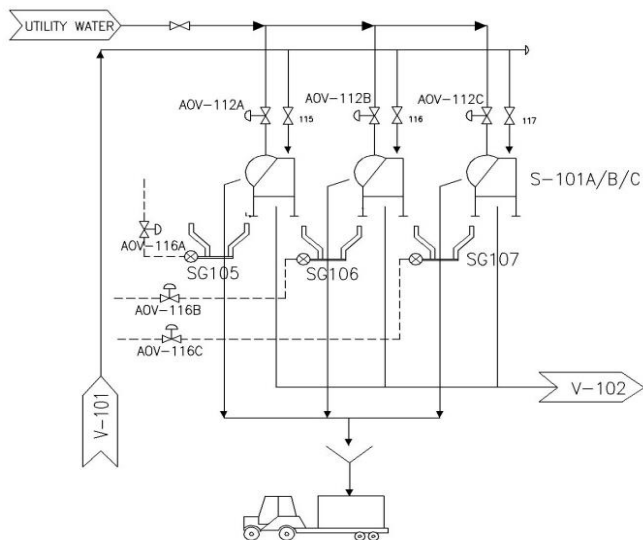 UTILITY WATER
AOV-112A
115
AOV-112B
116
AOV-112C
117
S-101A/B/C
AOV-116A
SG105
SG106
SG107
AOV-116B
AOV-116C
V-101
V-102